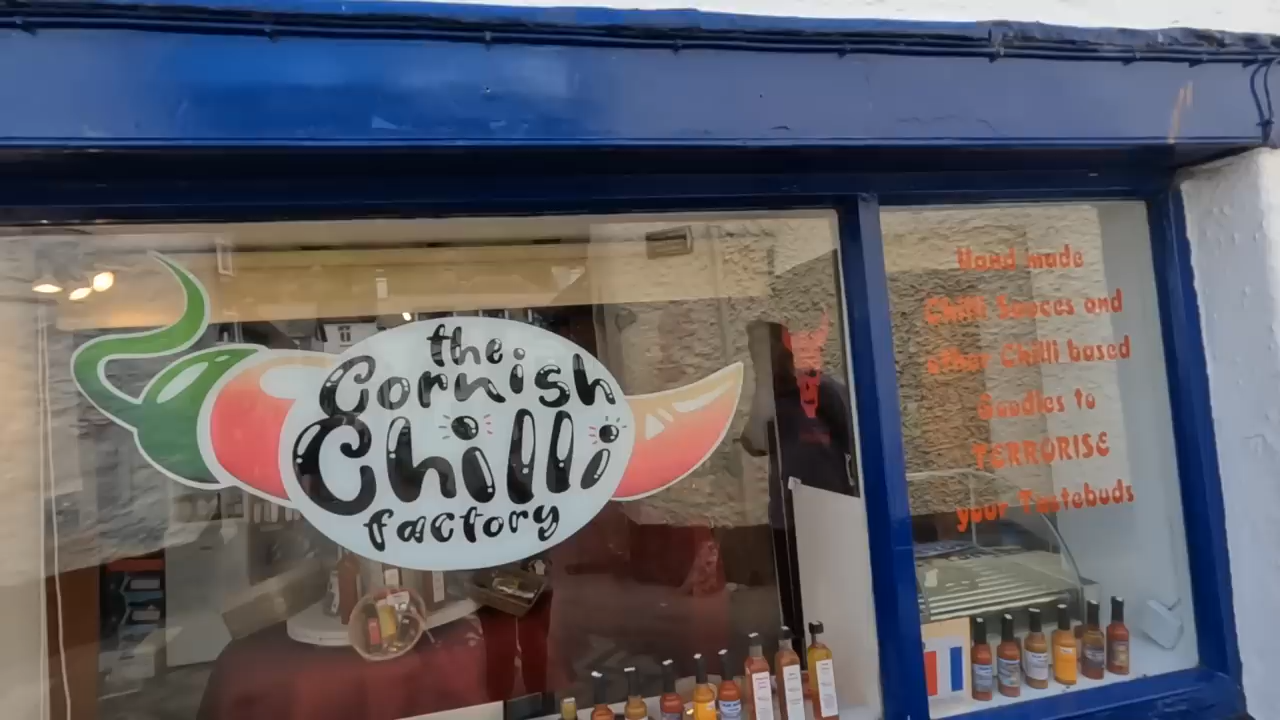 the
Cornish
Chilli
factory
Hand made
Chilli Sauces and
other Chilli based
Goodies to
TERRORISE
your Tastebuds